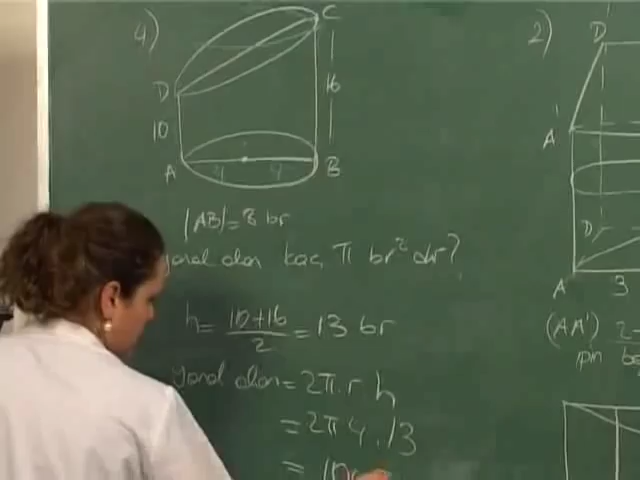 4)
C
D
16
10
A
B
4 4
|AB|=8 br
yanal alan kaç π br² dir?
h= 10+16 / 2 = 13 br
yanal alan = 2π.r h
= 2π 4.13
= 10
2)
D
A'
D
A
3
(AA')